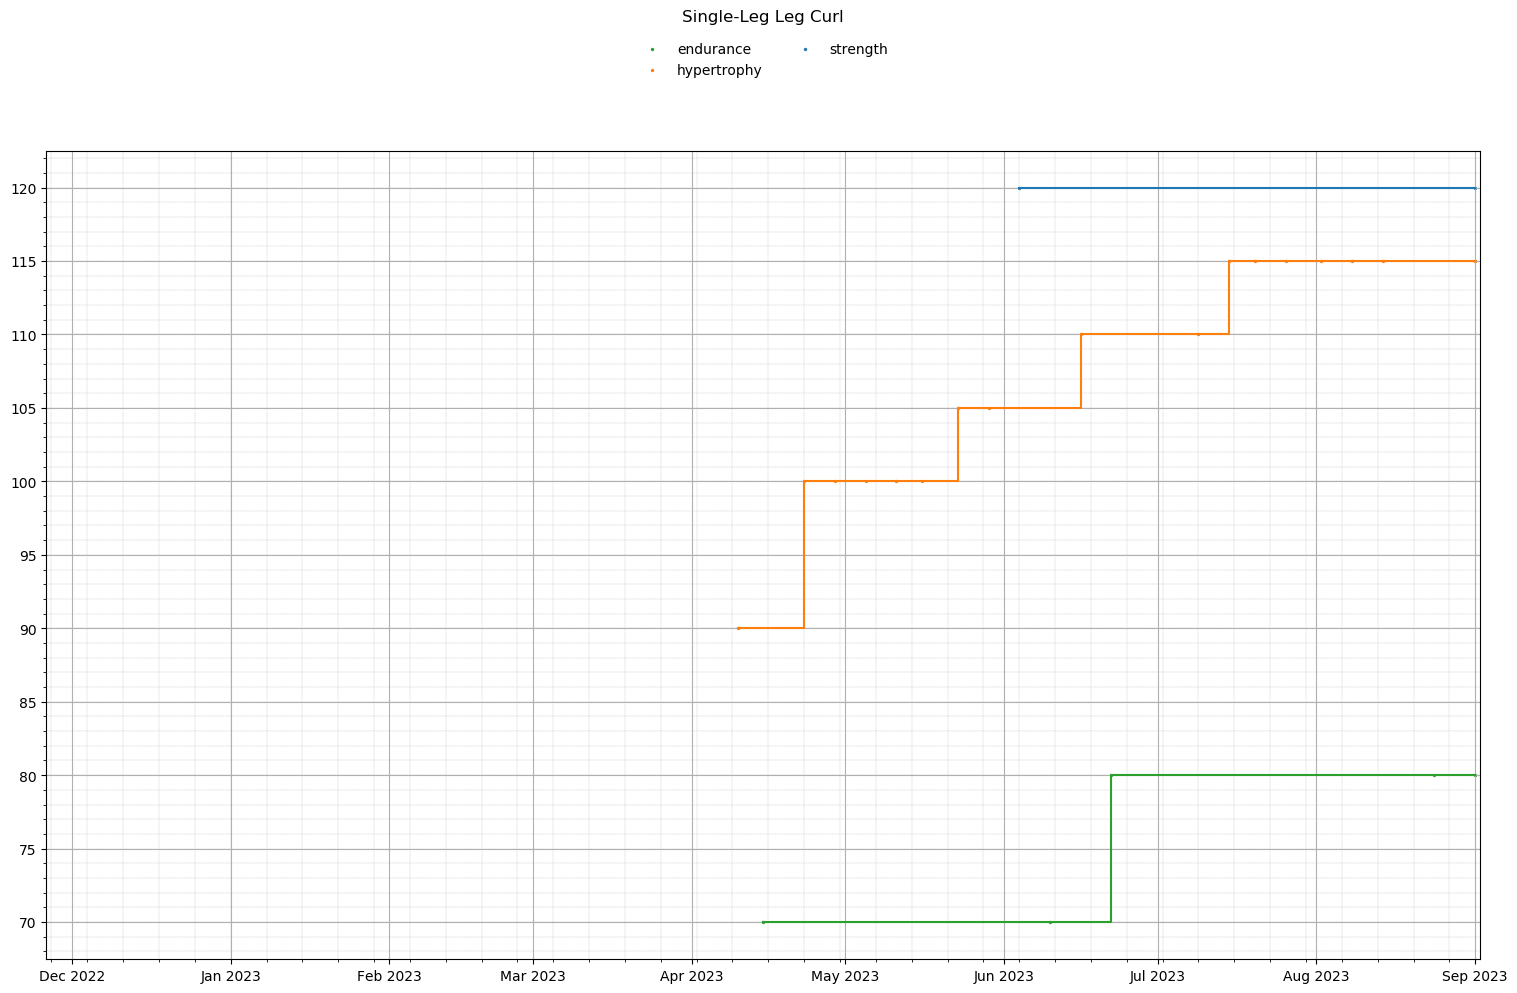 Single-Leg Leg Curl
endurance
hypertrophy
strength
120
115
110
105
100
95
90
85
80
75
70
Dec 2022
Jan 2023
Feb 2023
Mar 2023
Apr 2023
May 2023
Jun 2023
Jul 2023
Aug 2023
Sep 2023